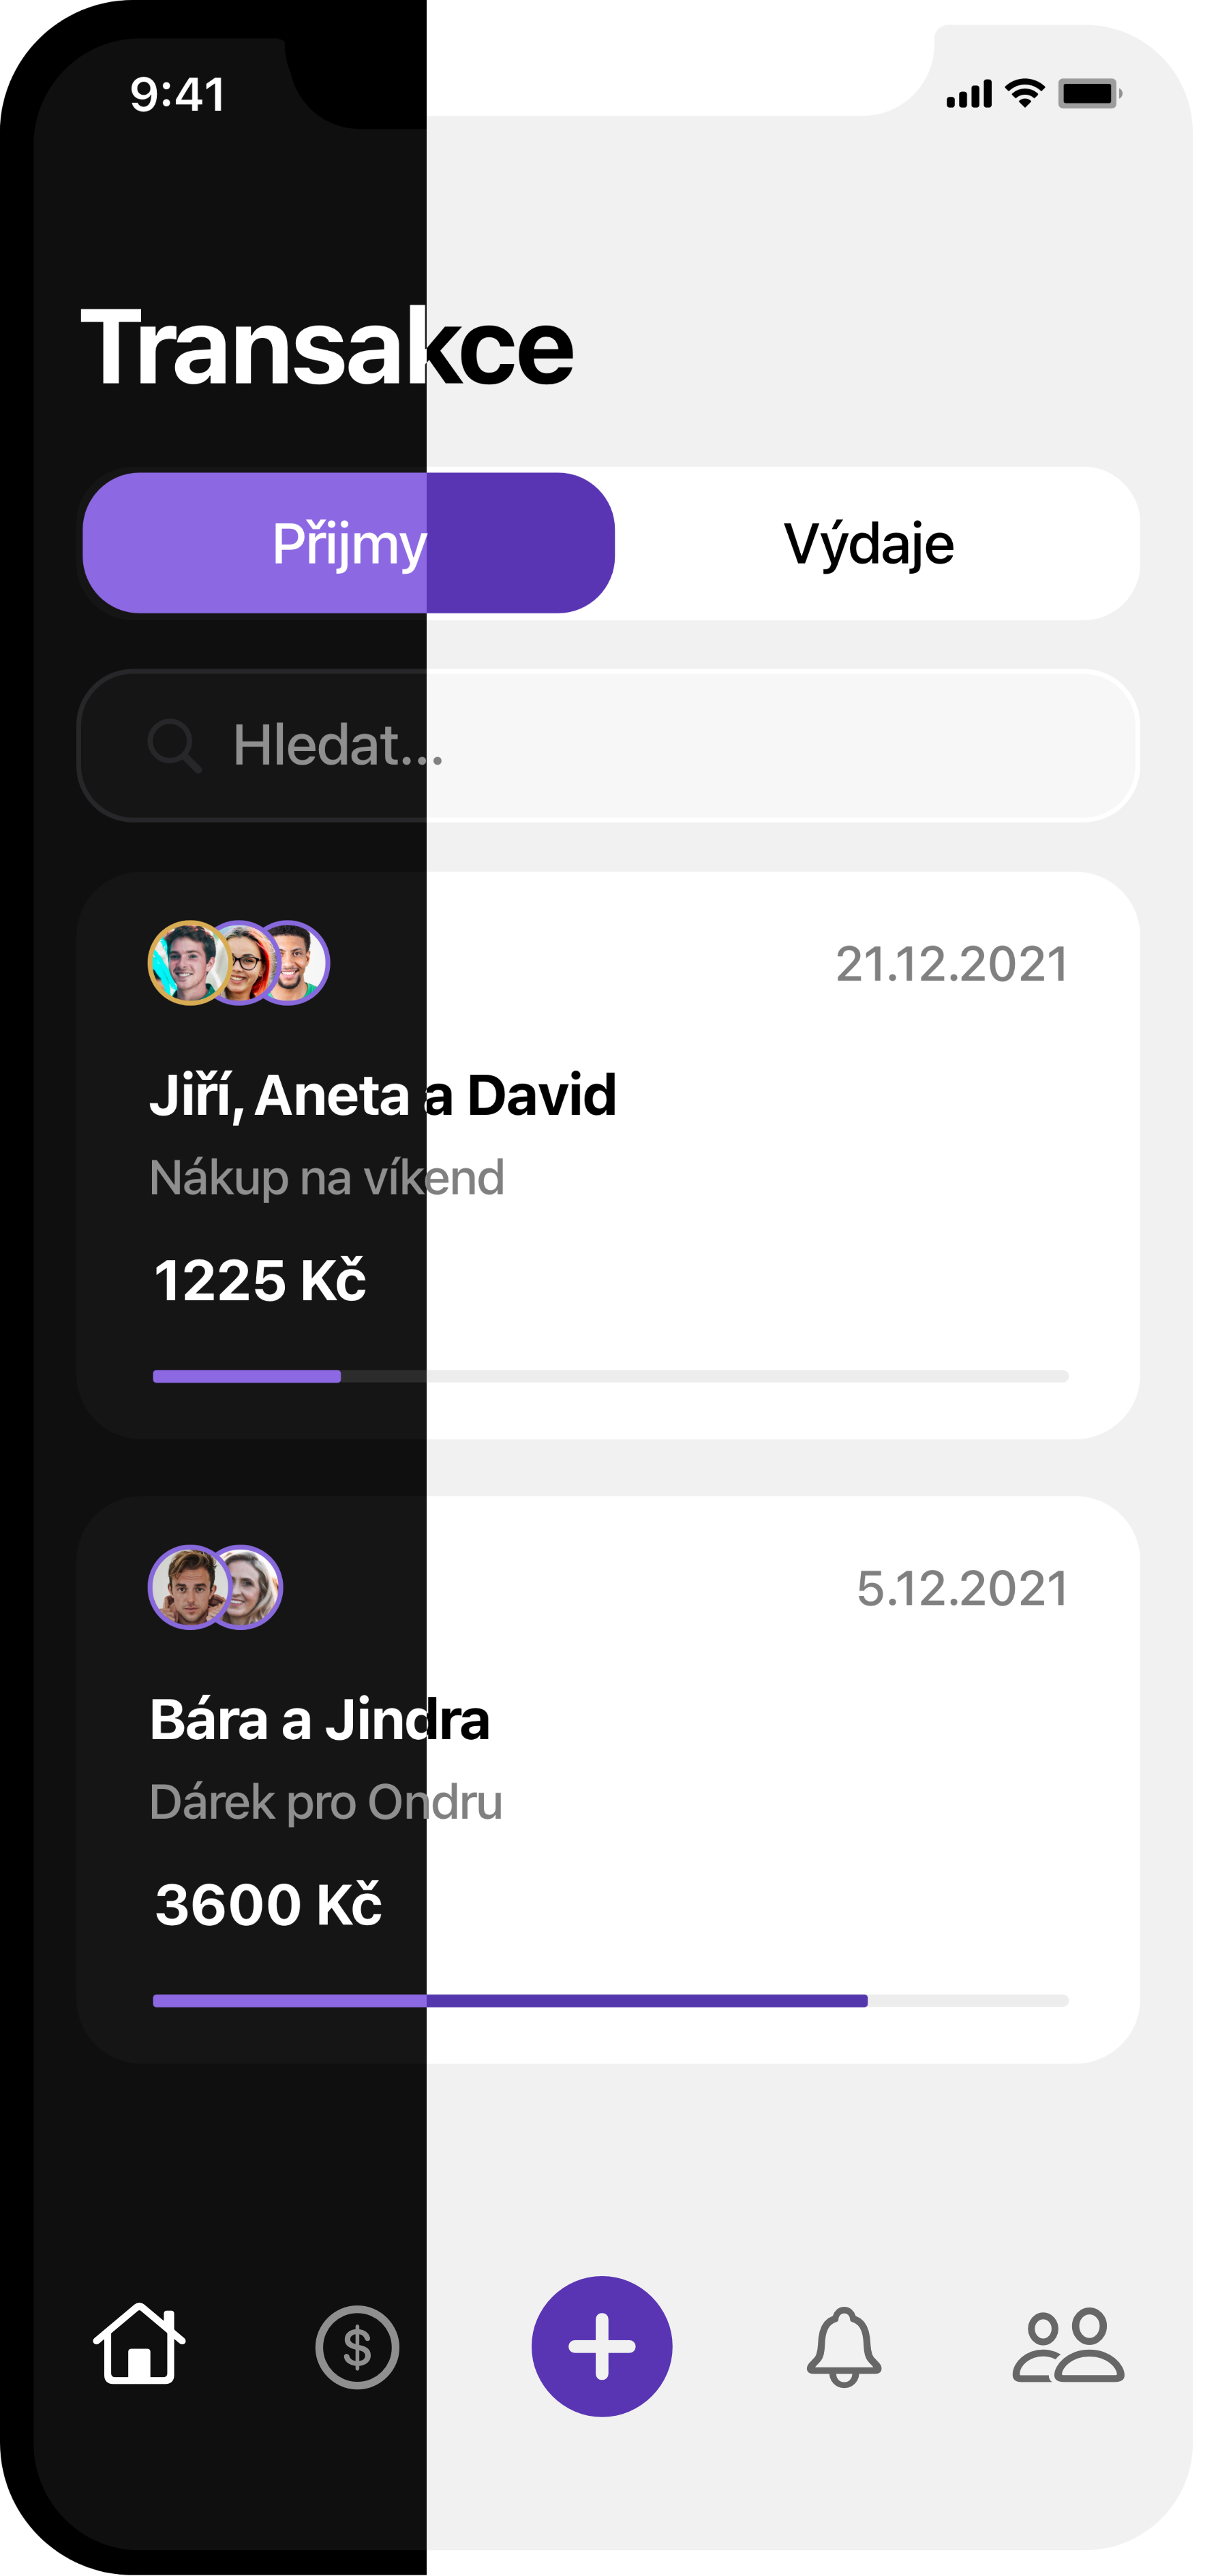 9:41
Transakce
Přijmy
Výdaje
Hledat...
21.12.2021
Jiří, Aneta a David
Nákup na víkend
1225 Kč
5.12.2021
Bára a Jindra
Dárek pro Ondru
3600 Kč